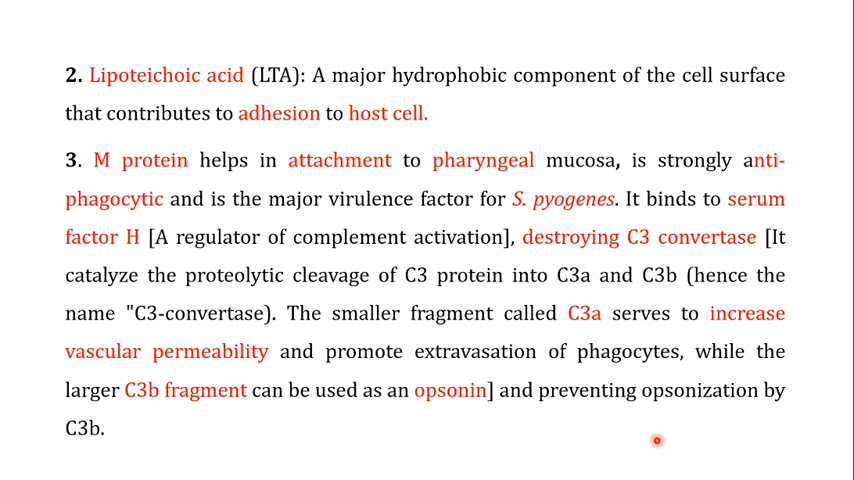 2. Lipoteichoic acid (LTA): A major hydrophobic component of the cell surface
that contributes to adhesion to host cell.
3. M protein helps in attachment to pharyngeal mucosa, is strongly anti-
phagocytic and is the major virulence factor for S. pyogenes. It binds to serum
factor H [A regulator of complement activation], destroying C3 convertase [It
catalyze the proteolytic cleavage of C3 protein into C3a and C3b (hence the
name "C3-convertase). The smaller fragment called C3a serves to increase
vascular permeability and promote extravasation of phagocytes, while the
larger C3b fragment can be used as an opsonin] and preventing opsonization by
C3b.